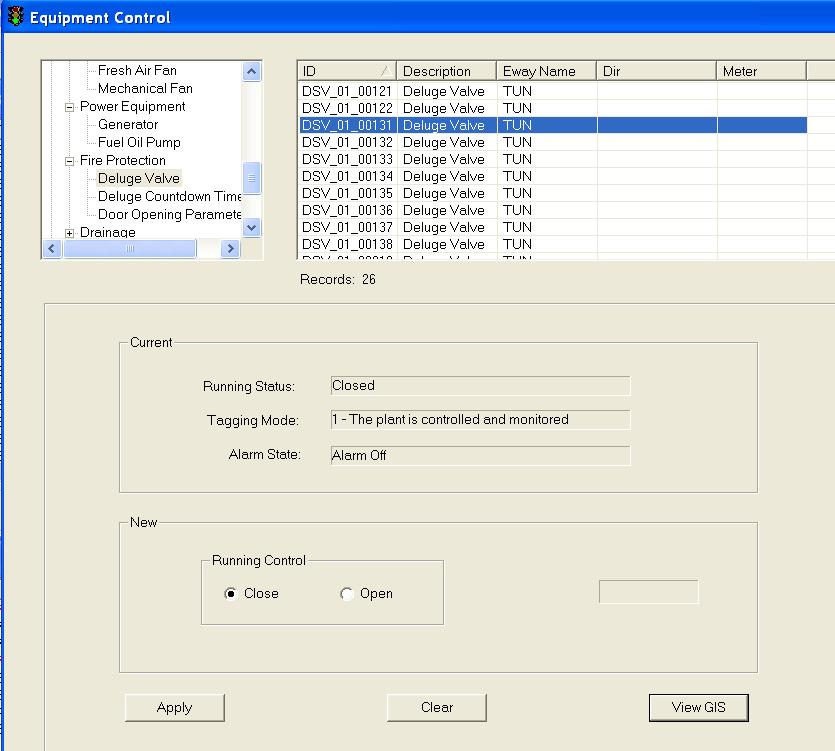 Equipment Control
Fresh Air Fan
Mechanical Fan
Power Equipment
Generator
Fuel Oil Pump
Fire Protection
Deluge Valve
Deluge Countdown Time
Door Opening Paramete
Drainage
ID Description Eway Name Dir Meter
DSV_01_00121 Deluge Valve TUN
DSV_01_00122 Deluge Valve TUN
DSV_01_00131 Deluge Valve TUN
DSV_01_00132 Deluge Valve TUN
DSV_01_00133 Deluge Valve TUN
DSV_01_00134 Deluge Valve TUN
DSV_01_00135 Deluge Valve TUN
DSV_01_00136 Deluge Valve TUN
DSV_01_00137 Deluge Valve TUN
DSV_01_00138 Deluge Valve TUN
Records: 26
Current
Running Status: Closed
Tagging Mode: 1 - The plant is controlled and monitored
Alarm State: Alarm Off
New
Running Control
Close Open
Apply Clear View GIS